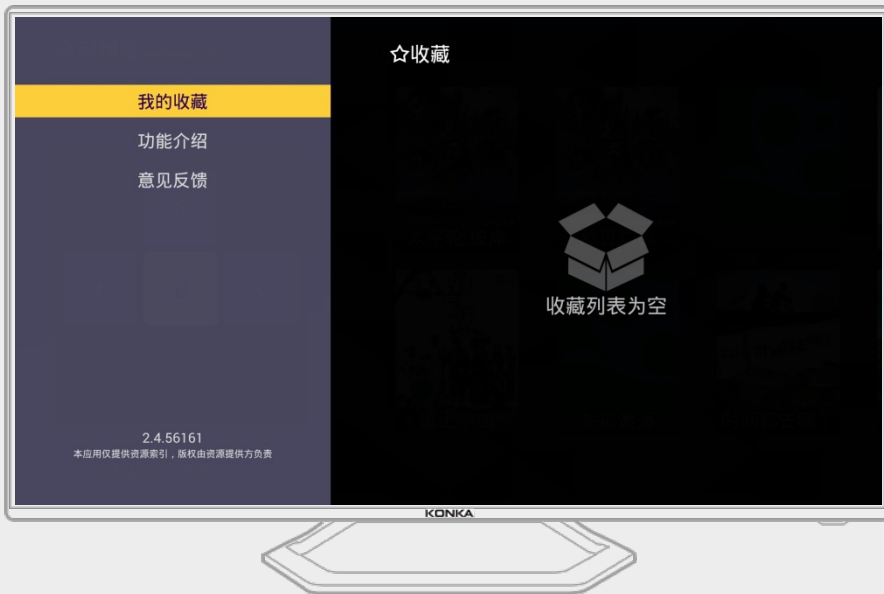 ☆收藏
我的收藏
功能介绍
意见反馈
收藏列表为空
2.4.56161
本应用仅提供资源索引，版权由资源提供方负责
KONKA